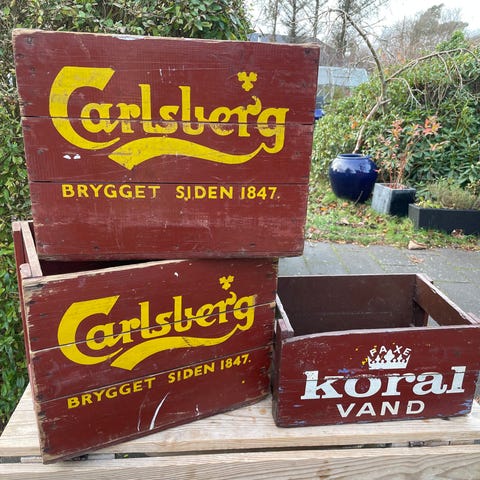 Carlsberg
BRYGGET SIDEN 1847.
Carlsberg
BRYGGET SIDEN 1847.
FAXE
koral
VAND